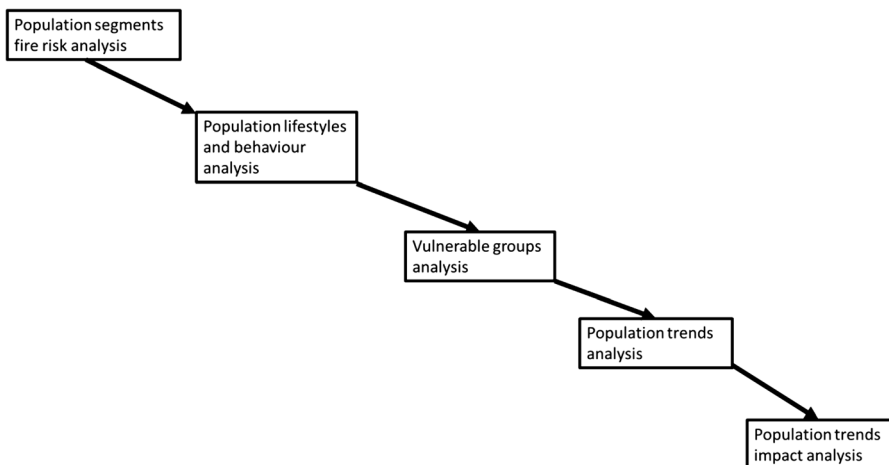 Population segments
fire risk analysis
Population lifestyles
and behaviour
analysis
Vulnerable groups
analysis
Population trends
analysis
Population trends
impact analysis